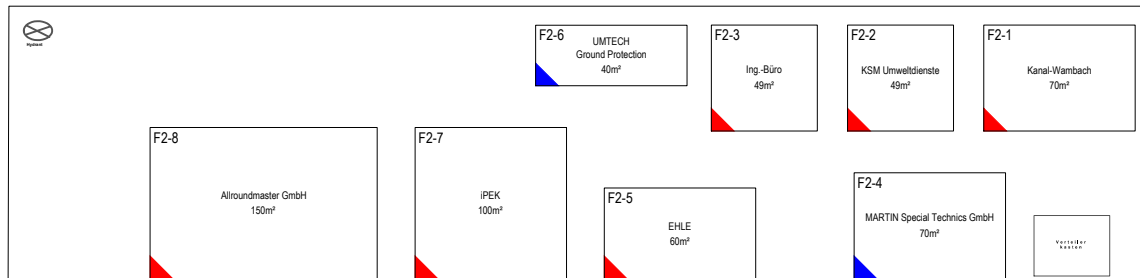 Hydrant
F2-6
UMTECH
Ground Protection
40m²
F2-3
Ing.-Büro
49m²
F2-2
KSM Umweltdienste
49m²
F2-1
Kanal-Wambach
70m²
F2-8
Allroundmaster GmbH
150m²
F2-7
iPEK
100m²
F2-5
EHLE
60m²
F2-4
MARTIN Special Technics GmbH
70m²
Verteiler
kasten